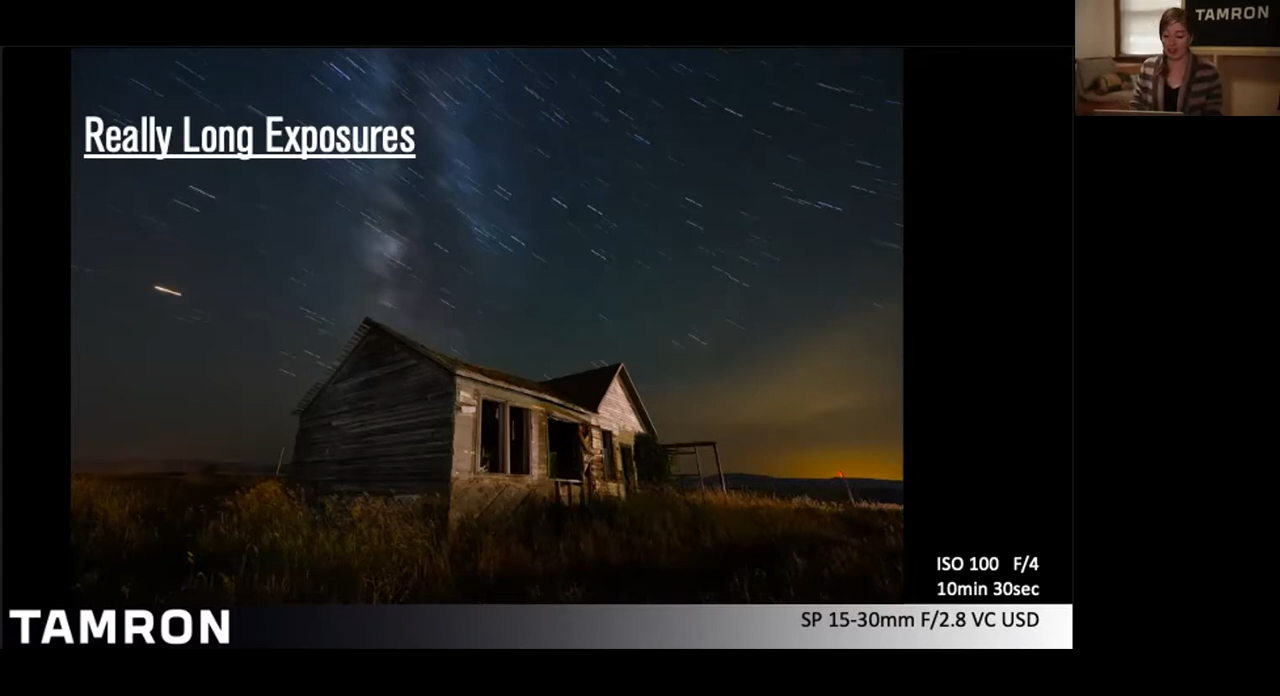 TAMRON
Really Long Exposures
ISO 100 F/4
10min 30sec
TAMRON
SP 15-30mm F/2.8 VC USD